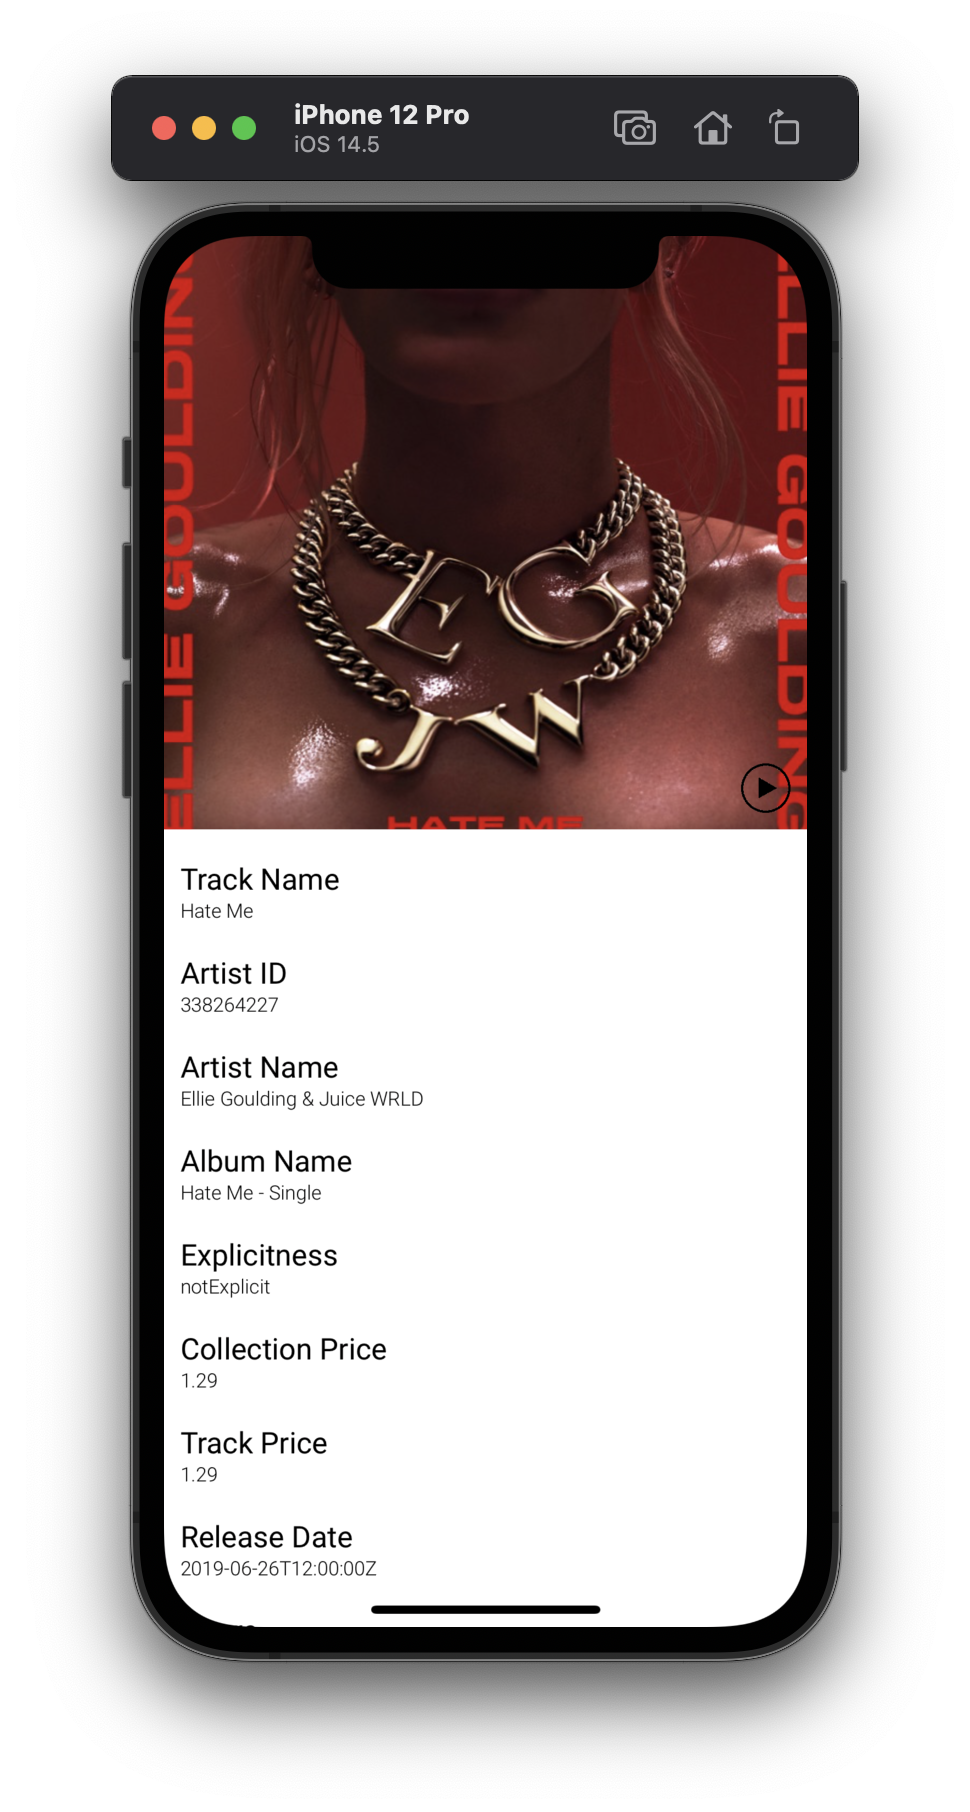 iPhone 12 Pro
iOS 14.5
ELLIE GOULDING
ELLIE GOULDING
EG
JW
HATE ME
Track Name
Hate Me
Artist ID
338264227
Artist Name
Ellie Goulding & Juice WRLD
Album Name
Hate Me - Single
Explicitness
notExplicit
Collection Price
1.29
Track Price
1.29
Release Date
2019-06-26T12:00:00Z